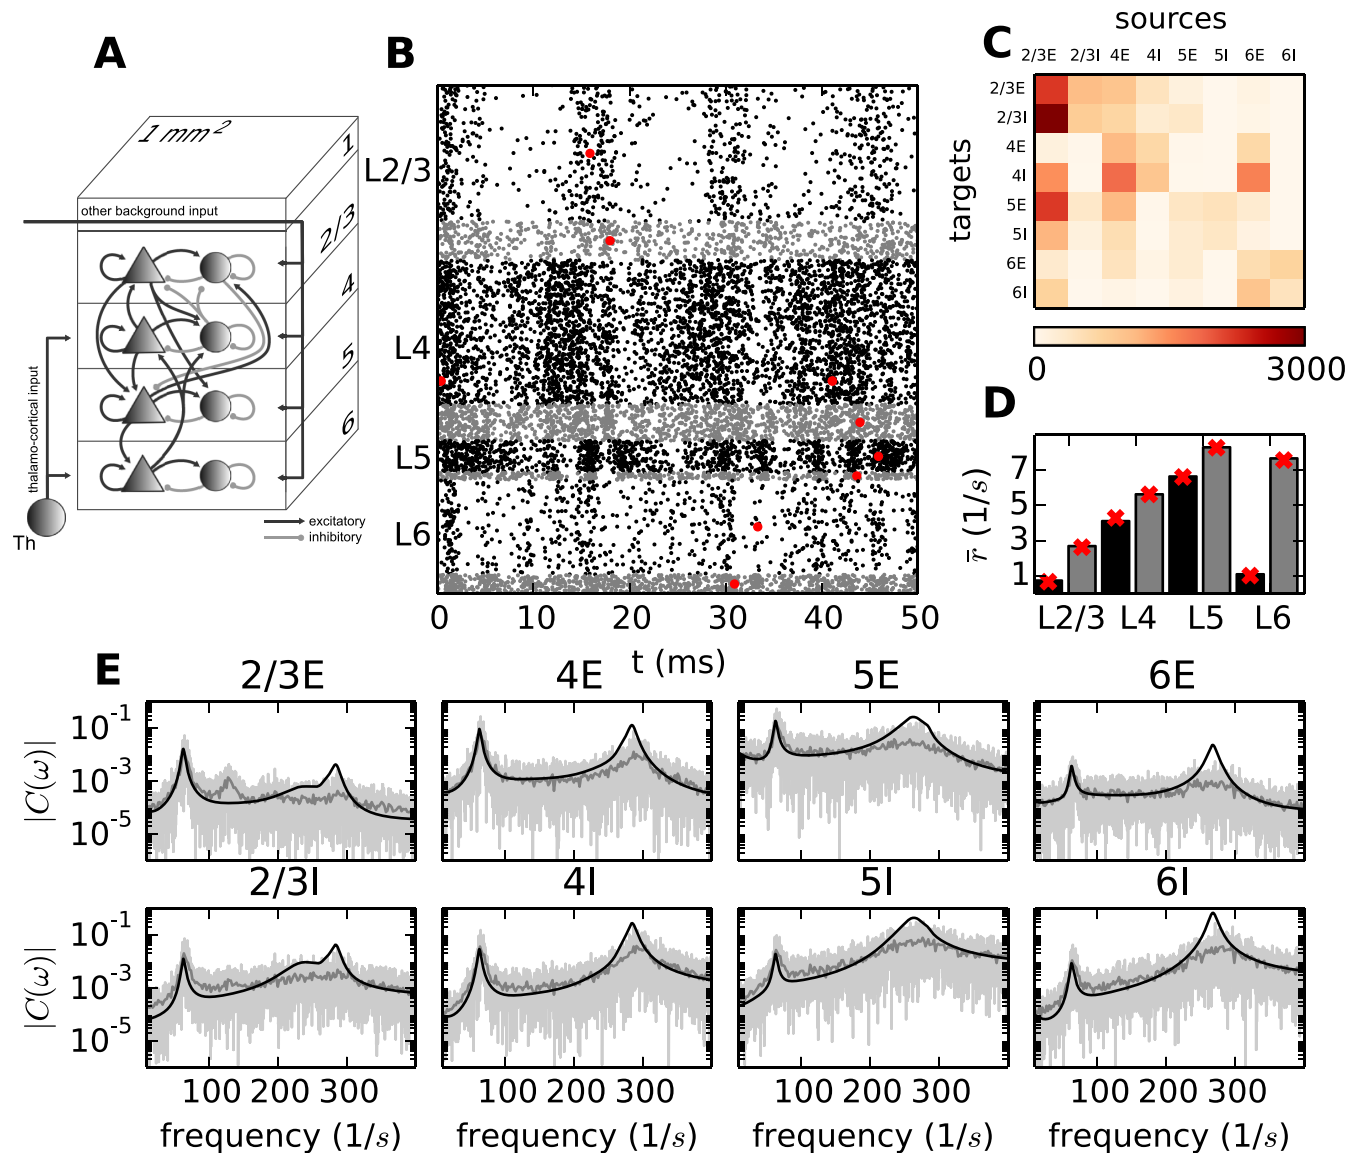 A
1 mm²
1
2/3
4
5
6
other background input
thalamo-cortical input
Th
excitatory
inhibitory
B
L2/3
L4
L5
L6
0 10 20 30 40 50
t (ms)
C
sources
2/3E 2/3I 4E 4I 5E 5I 6E 6I
targets
2/3E
2/3I
4E
4I
5E
5I
6E
6I
0 3000
D
r̄ (1/s)
7
5
3
1
L2/3 L4 L5 L6
E
2/3E 4E 5E 6E
|C(ω)|
10⁻¹
10⁻³
10⁻⁵
2/3I 4I 5I 6I
|C(ω)|
10⁻¹
10⁻³
10⁻⁵
100 200 300 100 200 300 100 200 300 100 200 300
frequency (1/s) frequency (1/s) frequency (1/s) frequency (1/s)